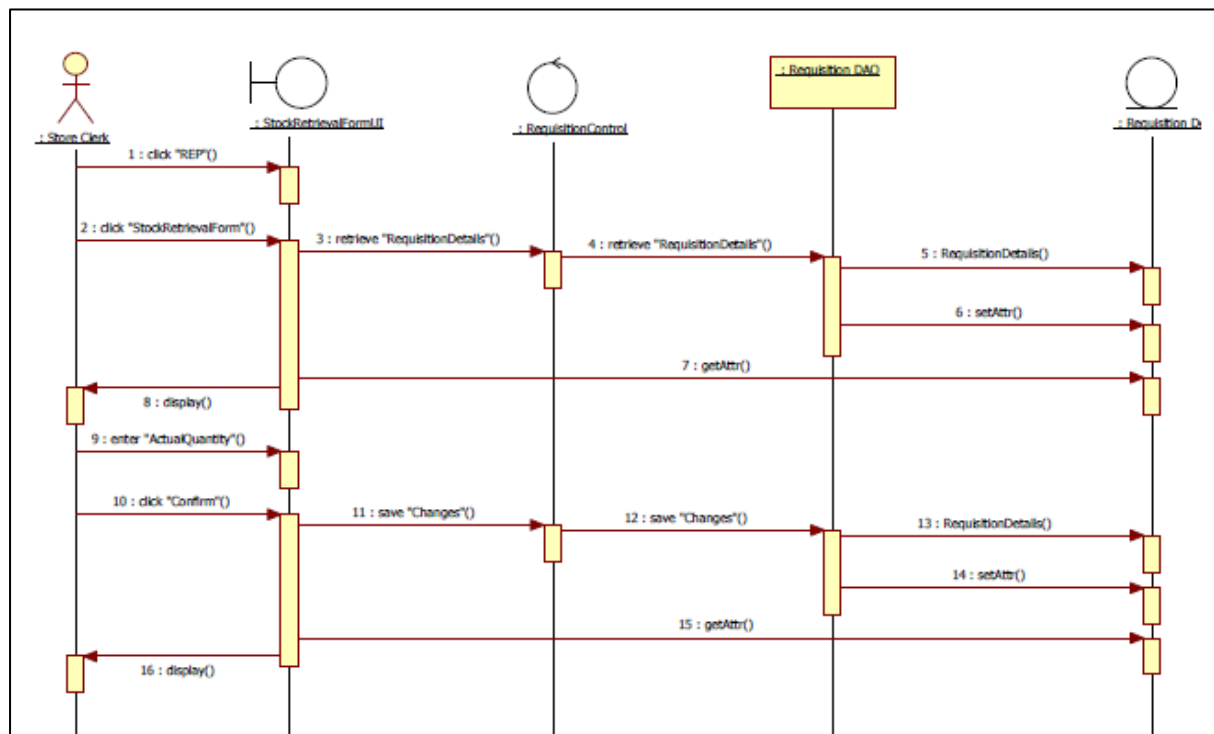 : Store Clerk
: StockRetrievalFormUI
: RequisitionControl
: Requisition DAO
: Requisition De
1 : click "REP"()
2 : click "StockRetrievalForm"()
3 : retrieve "RequisitionDetails"()
4 : retrieve "RequisitionDetails"()
5 : RequisitionDetails()
6 : setAttr()
7 : getAttr()
8 : display()
9 : enter "ActualQuantity"()
10 : click "Confirm"()
11 : save "Changes"()
12 : save "Changes"()
13 : RequisitionDetails()
14 : setAttr()
15 : getAttr()
16 : display()